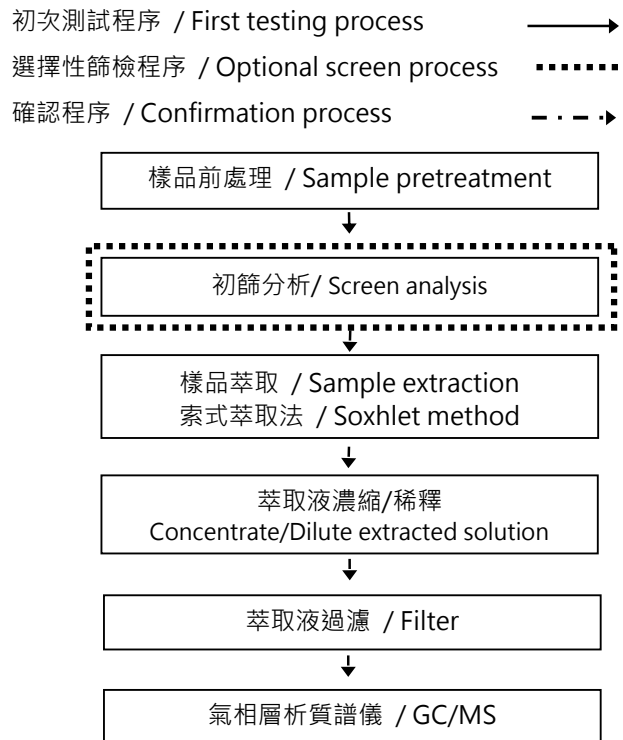 初次測試程序 / First testing process
選擇性篩檢程序 / Optional screen process
確認程序 / Confirmation process
樣品前處理 / Sample pretreatment
初篩分析/ Screen analysis
樣品萃取 / Sample extraction
索式萃取法 / Soxhlet method
萃取液濃縮/稀釋
Concentrate/Dilute extracted solution
萃取液過濾 / Filter
氣相層析質譜儀 / GC/MS